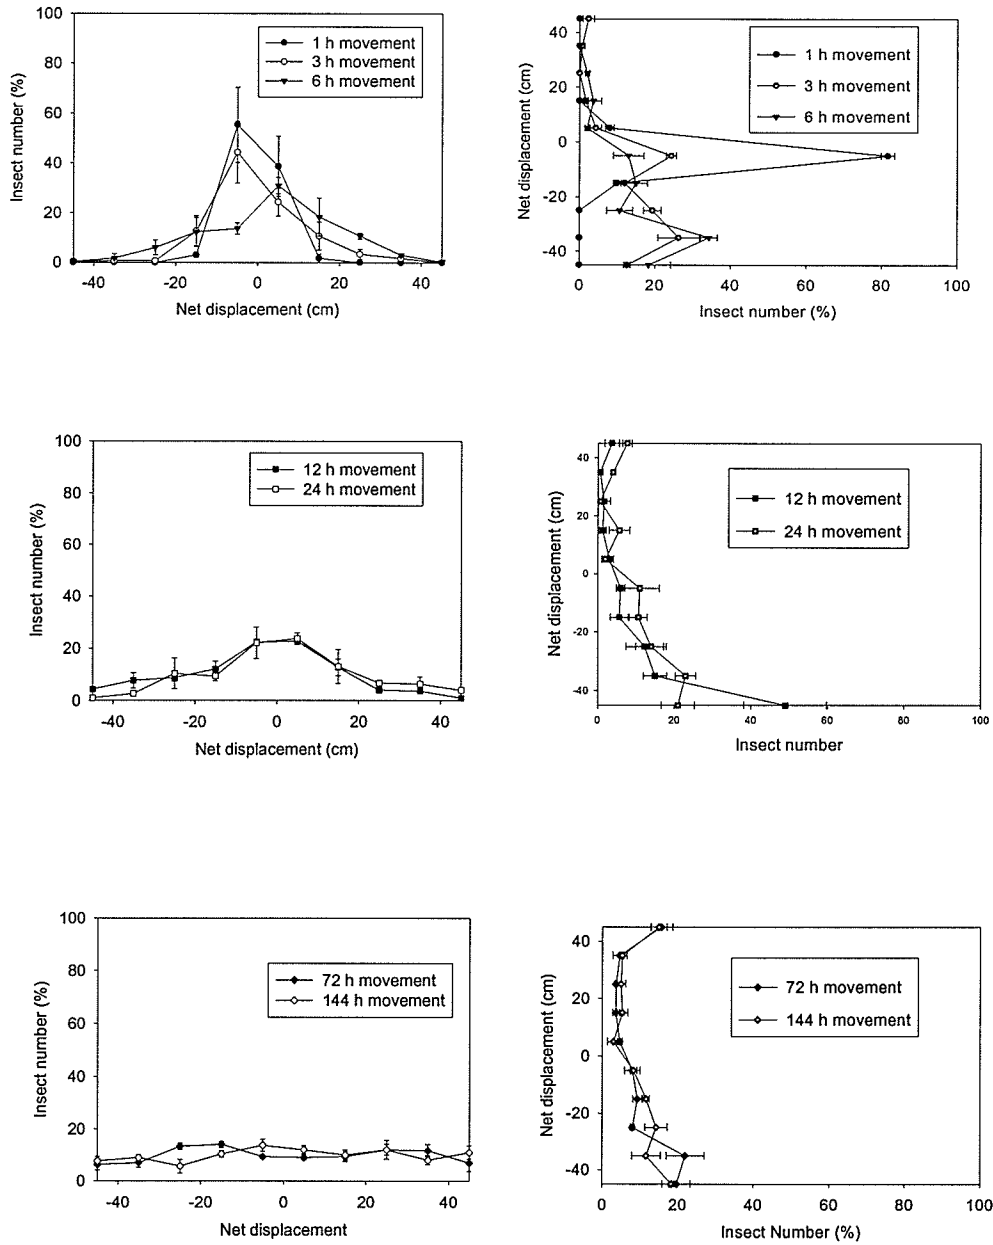 100
80
60
40
20
0
Insect number (%)
-40 -20 0 20 40
Net displacement (cm)
1 h movement
3 h movement
6 h movement
40
20
0
-20
-40
Net displacement (cm)
0 20 40 60 80 100
Insect number (%)
1 h movement
3 h movement
6 h movement
100
80
60
40
20
0
Insect number (%)
-40 -20 0 20 40
Net displacement (cm)
12 h movement
24 h movement
40
20
0
-20
-40
Net displacement (cm)
0 20 40 60 80 100
Insect number
12 h movement
24 h movement
100
80
60
40
20
0
Insect number (%)
-40 -20 0 20 40
Net displacement
72 h movement
144 h movement
40
20
0
-20
-40
Net displacement (cm)
0 20 40 60 80 100
Insect Number (%)
72 h movement
144 h movement